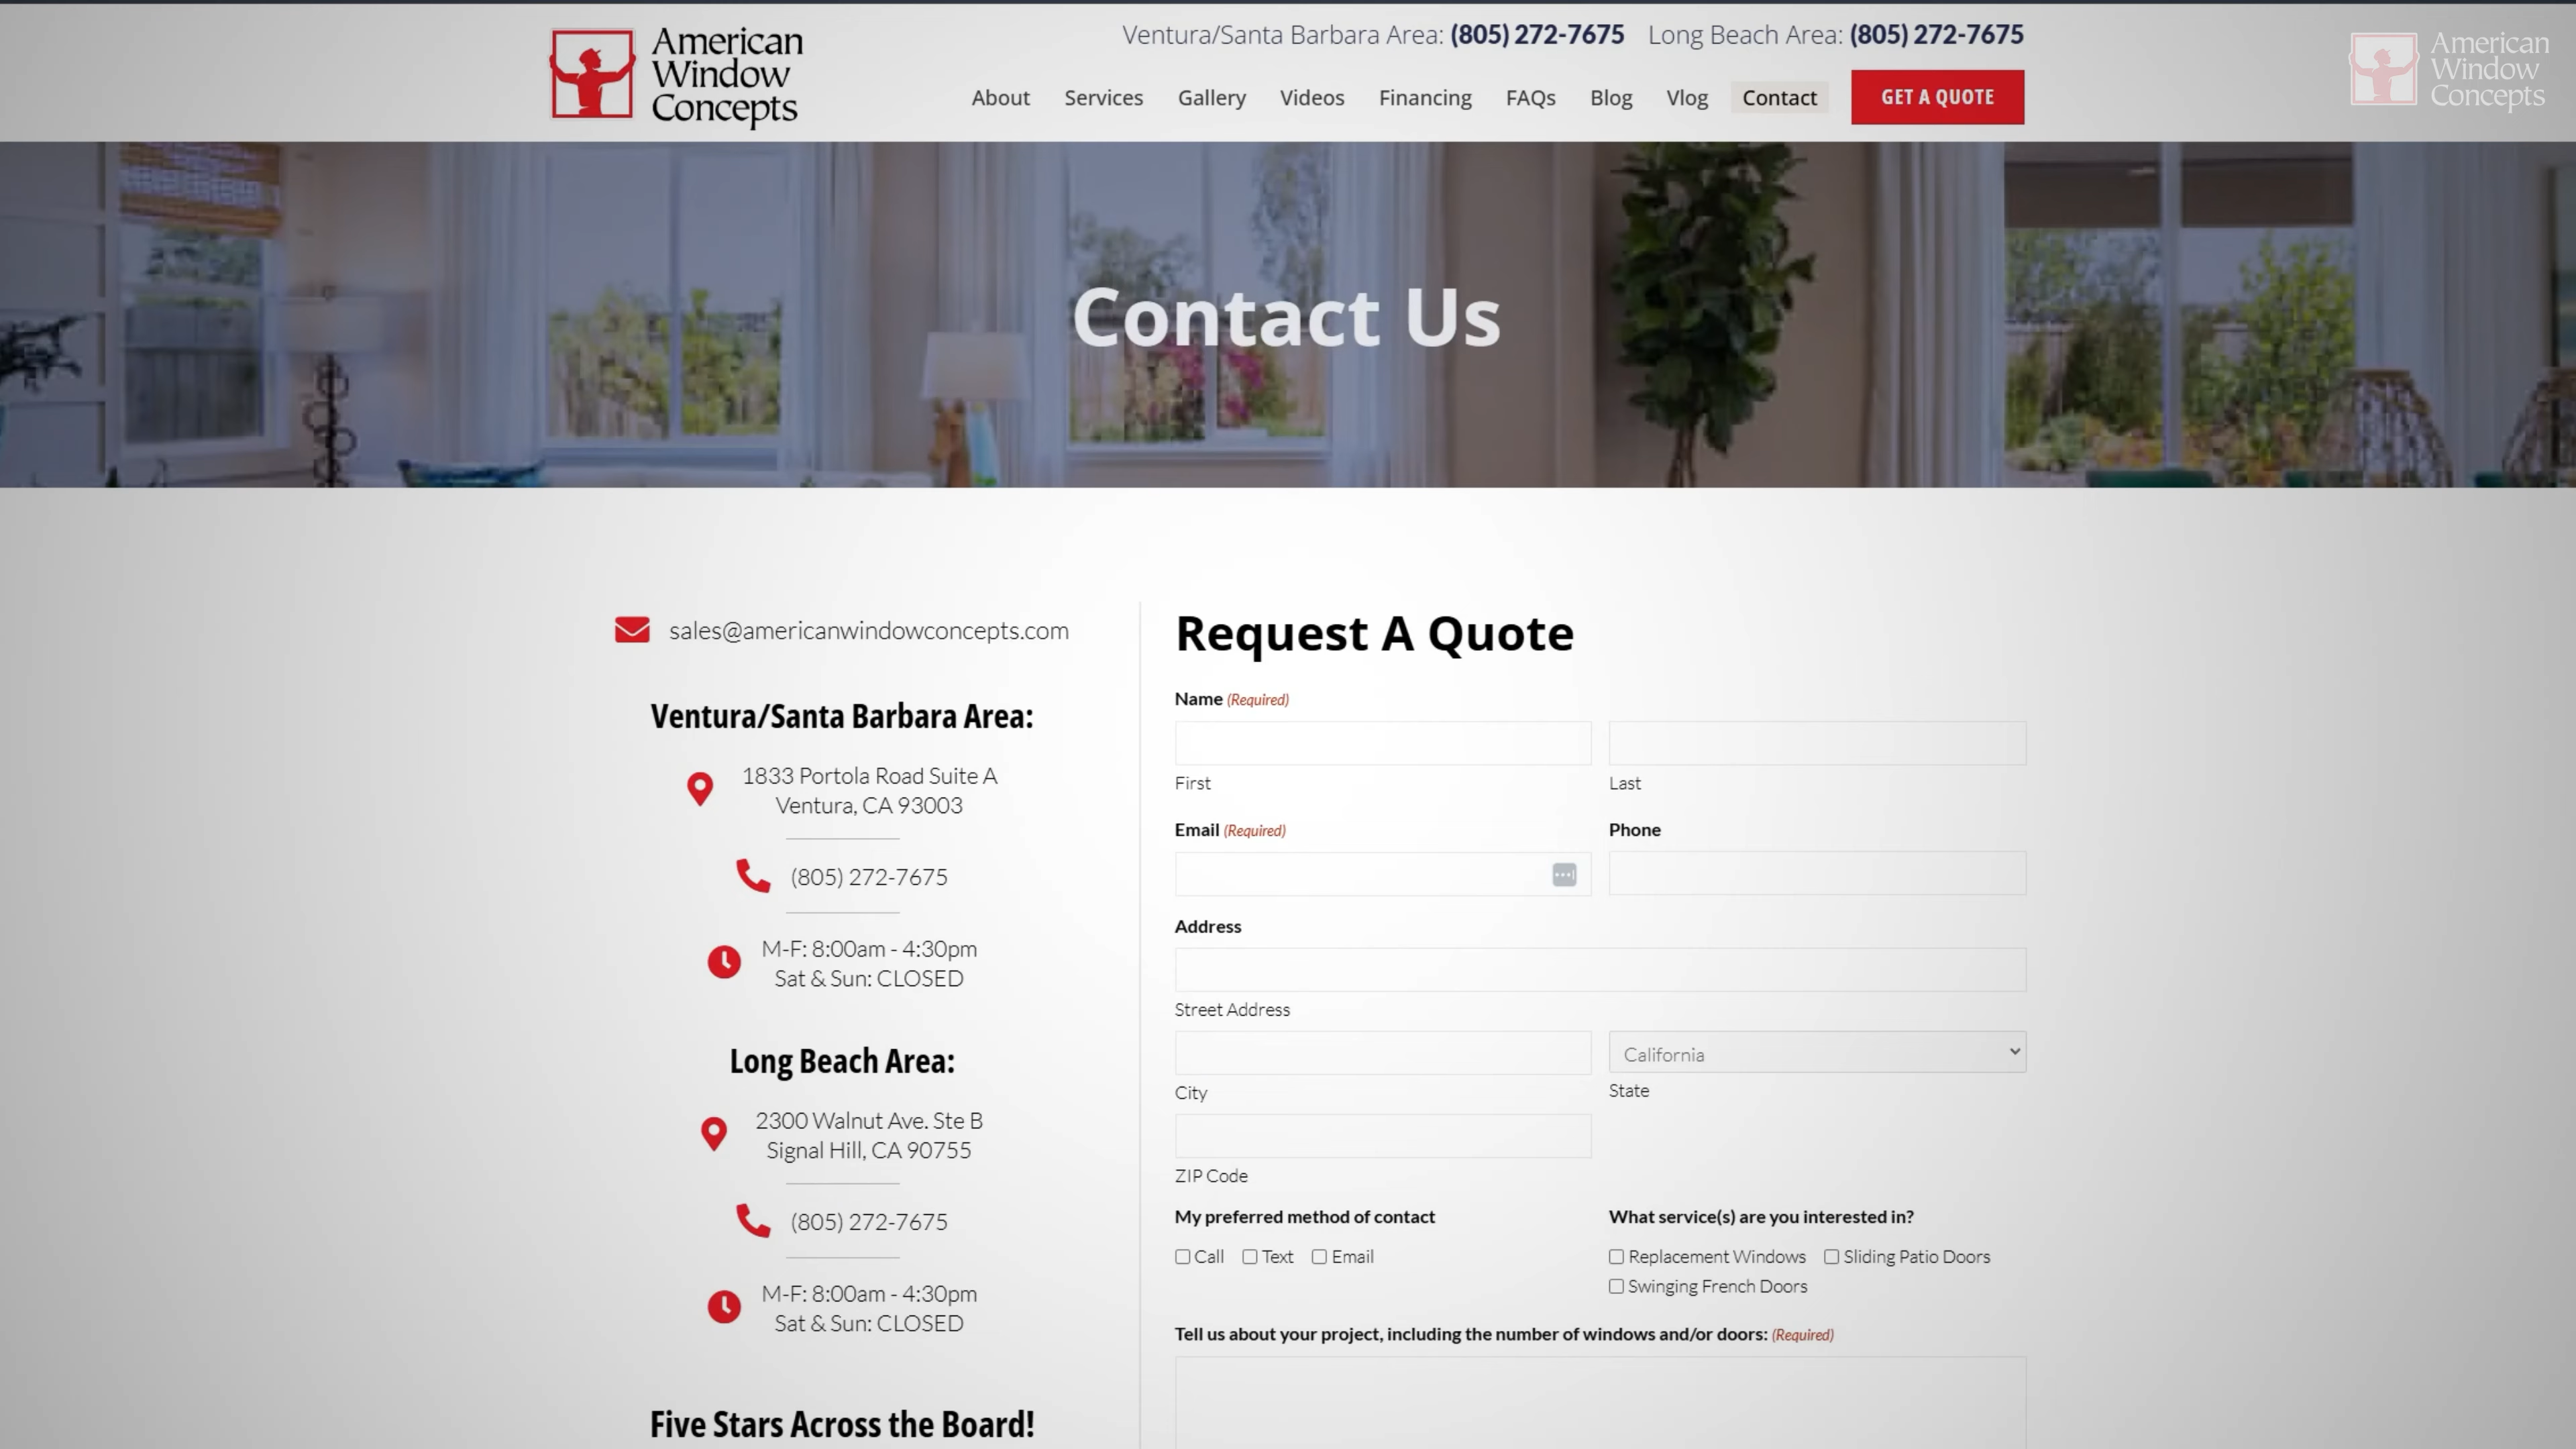 American
Window
Concepts
Ventura/Santa Barbara Area: (805) 272-7675 Long Beach Area: (805) 272-7675
About Services Gallery Videos Financing FAQs Blog Vlog Contact GET A QUOTE
American
Window
Concepts
Contact Us
sales@americanwindowconcepts.com
Ventura/Santa Barbara Area:
1833 Portola Road Suite A
Ventura, CA 93003
(805) 272-7675
M-F: 8:00am - 4:30pm
Sat & Sun: CLOSED
Long Beach Area:
2300 Walnut Ave. Ste B
Signal Hill, CA 90755
(805) 272-7675
M-F: 8:00am - 4:30pm
Sat & Sun: CLOSED
Five Stars Across the Board!
Request A Quote
Name (Required)
First Last
Email (Required) Phone
Address
Street Address
California
City State
ZIP Code
My preferred method of contact What service(s) are you interested in?
Call Text Email Replacement Windows Sliding Patio Doors
Swinging French Doors
Tell us about your project, including the number of windows and/or doors: (Required)